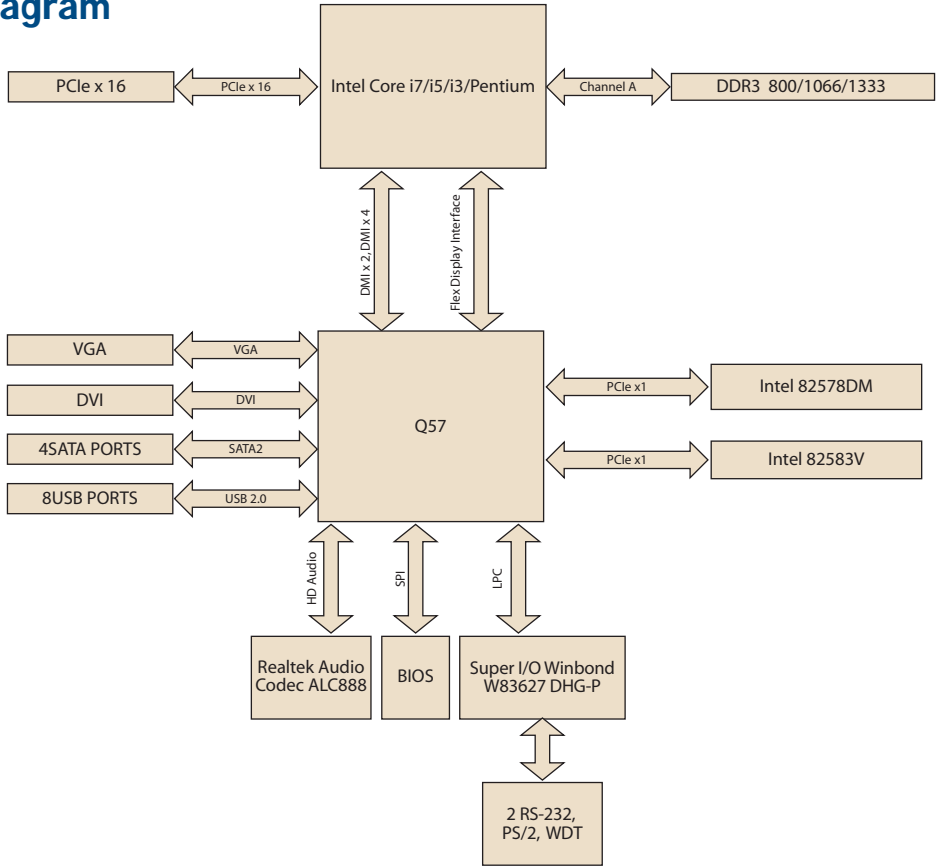 agram
PCIe x 16
PCIe x 16
Intel Core i7/i5/i3/Pentium
Channel A
DDR3 800/1066/1333
DMI x 2,DMI x 4
Flex Display Interface
VGA
VGA
DVI
DVI
4SATA PORTS
SATA2
8USB PORTS
USB 2.0
Q57
PCIe x1
Intel 82578DM
PCIe x1
Intel 82583V
HD Audio
SPI
LPC
Realtek Audio
Codec ALC888
BIOS
Super I/O Winbond
W83627 DHG-P
2 RS-232,
PS/2, WDT